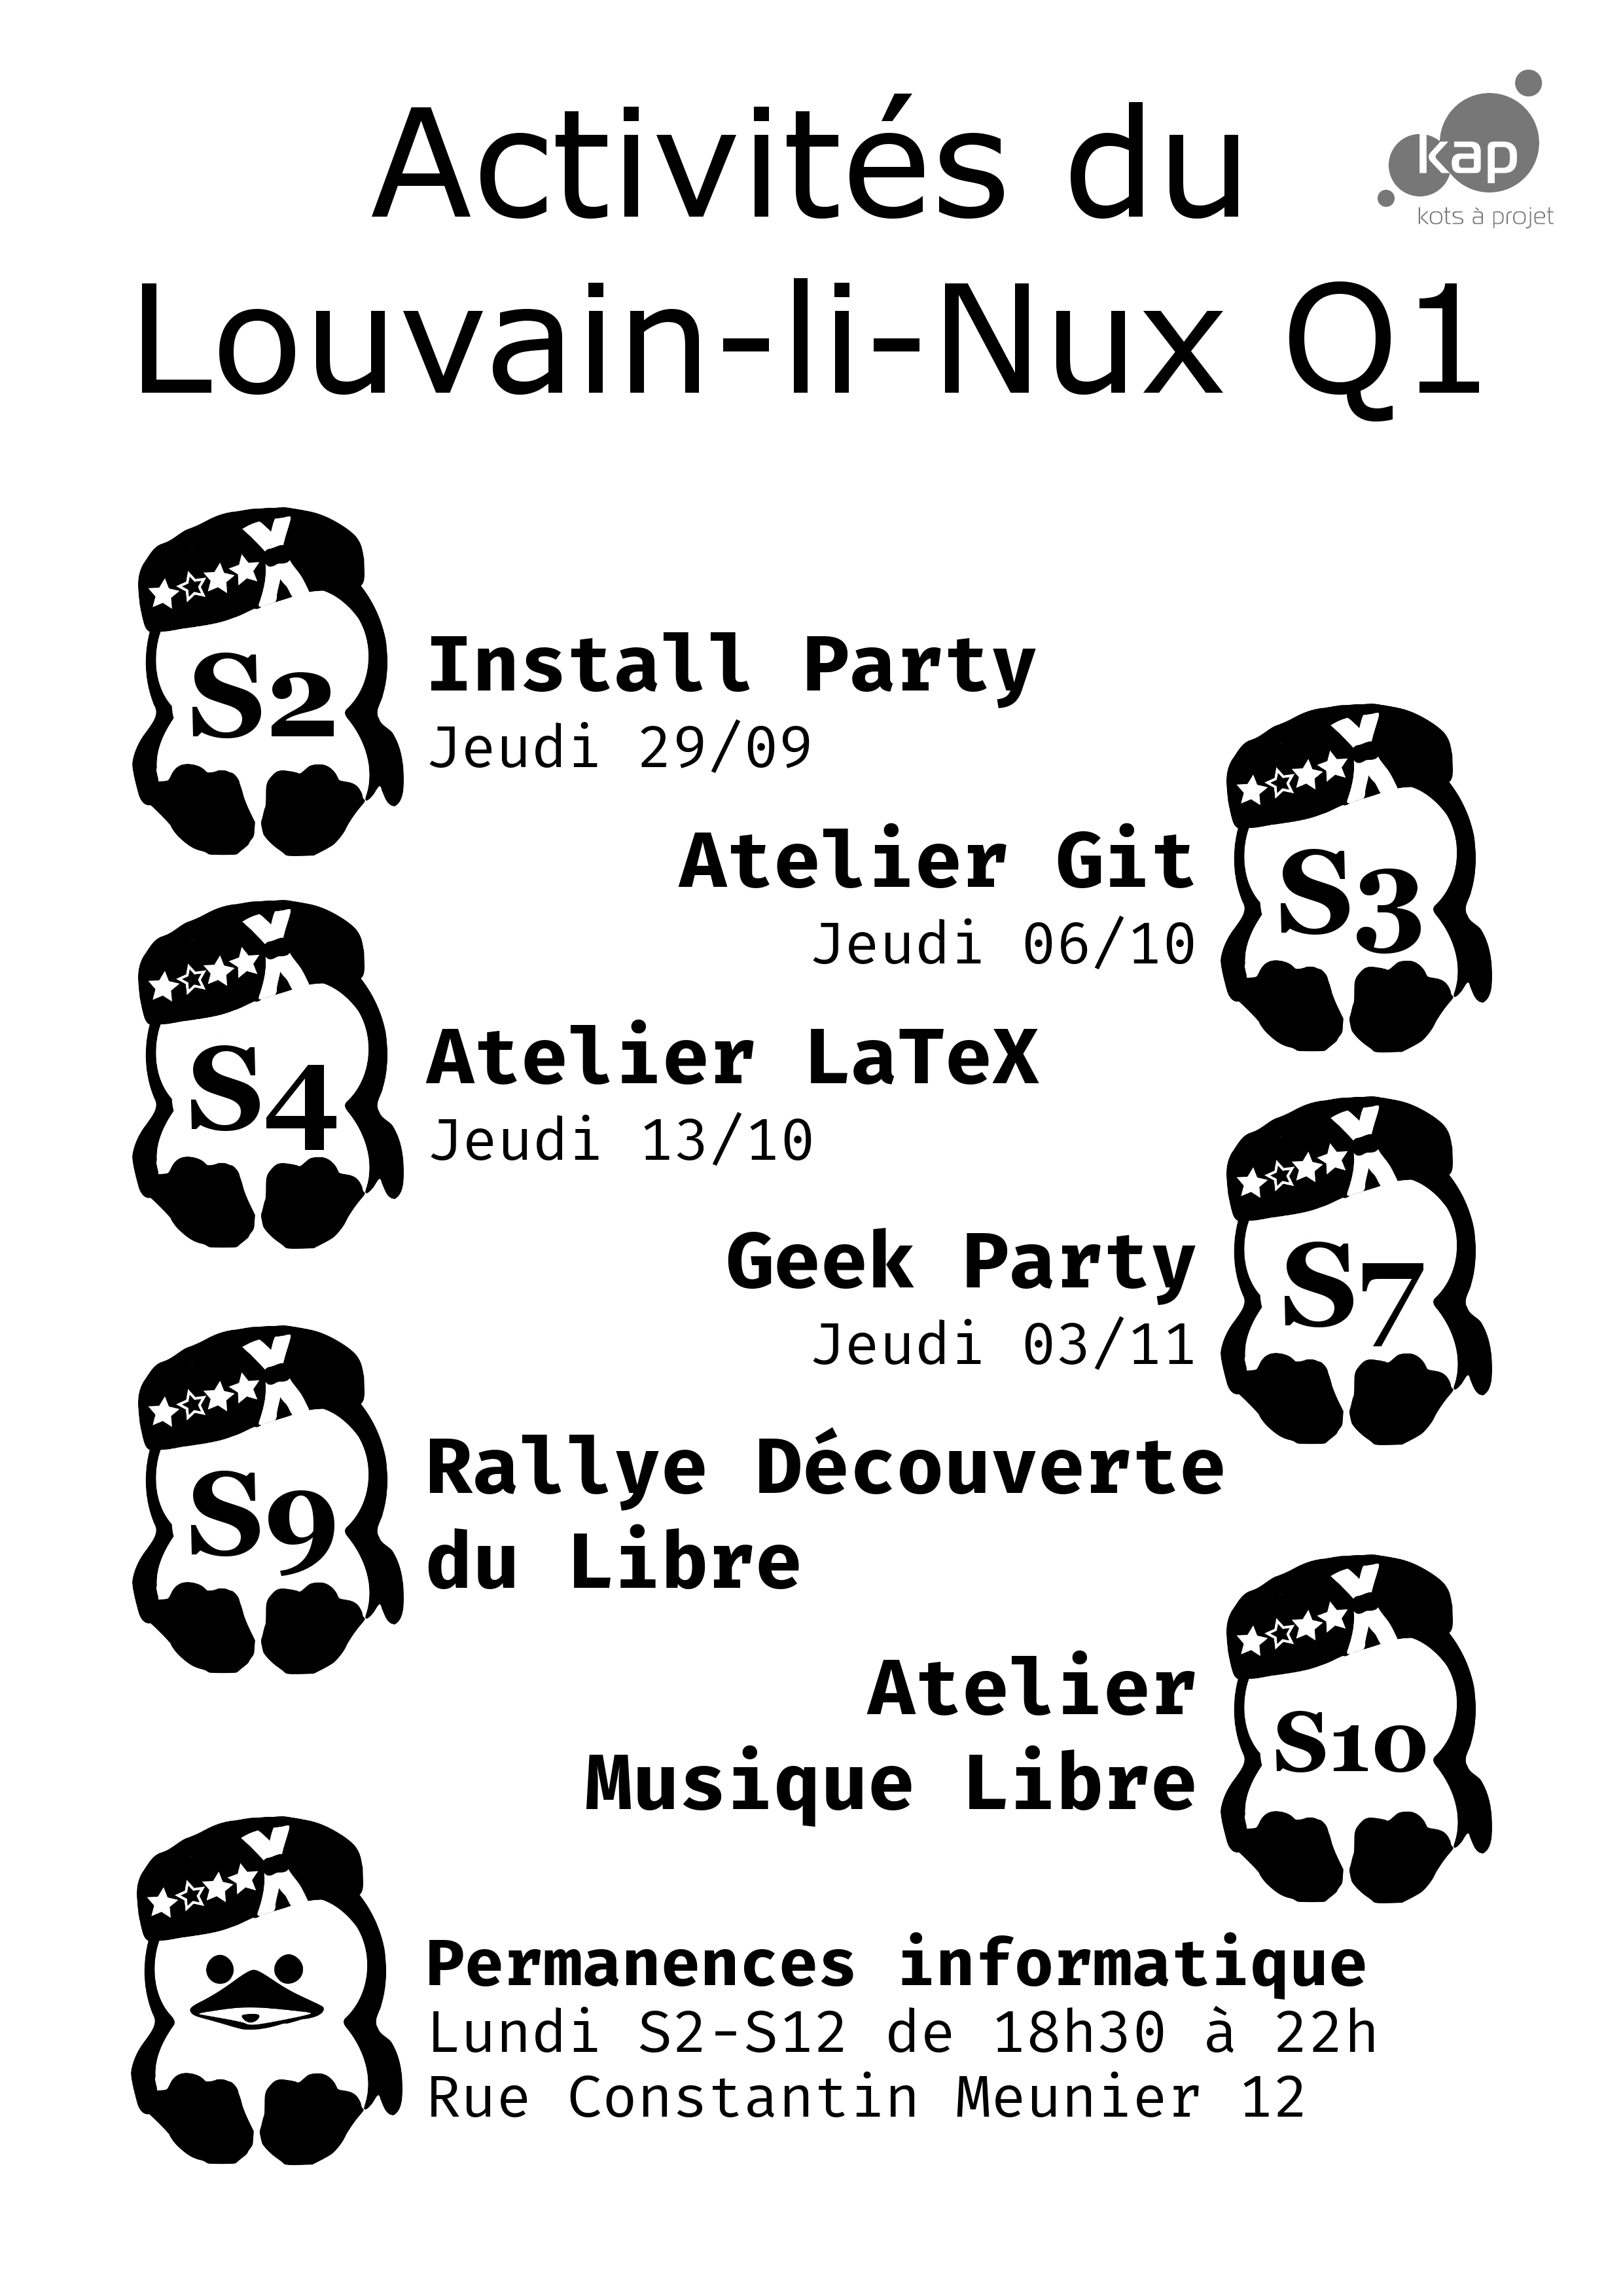 Activités du
kap
kots à projet
Louvain-li-Nux Q1
S2
Install Party
Jeudi 29/09
S3
Atelier Git
Jeudi 06/10
S4
Atelier LaTeX
Jeudi 13/10
S7
Geek Party
Jeudi 03/11
S9
Rallye Découverte
du Libre
S10
Atelier
Musique Libre
Permanences informatique
Lundi S2-S12 de 18h30 à 22h
Rue Constantin Meunier 12